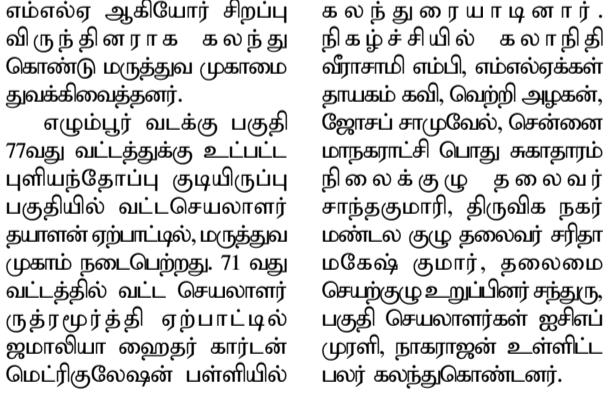 எம்எல்ஏ ஆகியோர் சிறப்பு
விருந்தினராக கலந்து
கொண்டு மருத்துவ முகாமை
துவக்கிவைத்தனர்.
எழும்பூர் வடக்கு பகுதி
77வது வட்டத்துக்கு உட்பட்ட
புளியந்தோப்பு குடியிருப்பு
பகுதியில் வட்டசெயலாளர்
தயாளன் ஏற்பாட்டில், மருத்துவ
முகாம் நடைபெற்றது. 71 வது
வட்டத்தில் வட்ட செயலாளர்
ருத்ரமூர்த்தி ஏற்பாட்டில்
ஜமாலியா ஹைதர் கார்டன்
மெட்ரிகுலேஷன் பள்ளியில்
கலந்துரையாடினார்.
நிகழ்ச்சியில் கலாநிதி
வீராசாமி எம்பி, எம்எல்ஏக்கள்
தாயகம் கவி, வெற்றி அழகன்,
ஜோசப் சாமுவேல், சென்னை
மாநகராட்சி பொது சுகாதாரம்
நிலைக்குழு தலைவர்
சாந்தகுமாரி, திருவிக நகர்
மண்டல குழு தலைவர் சரிதா
மகேஷ் குமார், தலைமை
செயற்குழு உறுப்பினர் சந்துரு,
பகுதி செயலாளர்கள் ஐசிஎப்
முரளி, நாகராஜன் உள்ளிட்ட
பலர் கலந்துகொண்டனர்.